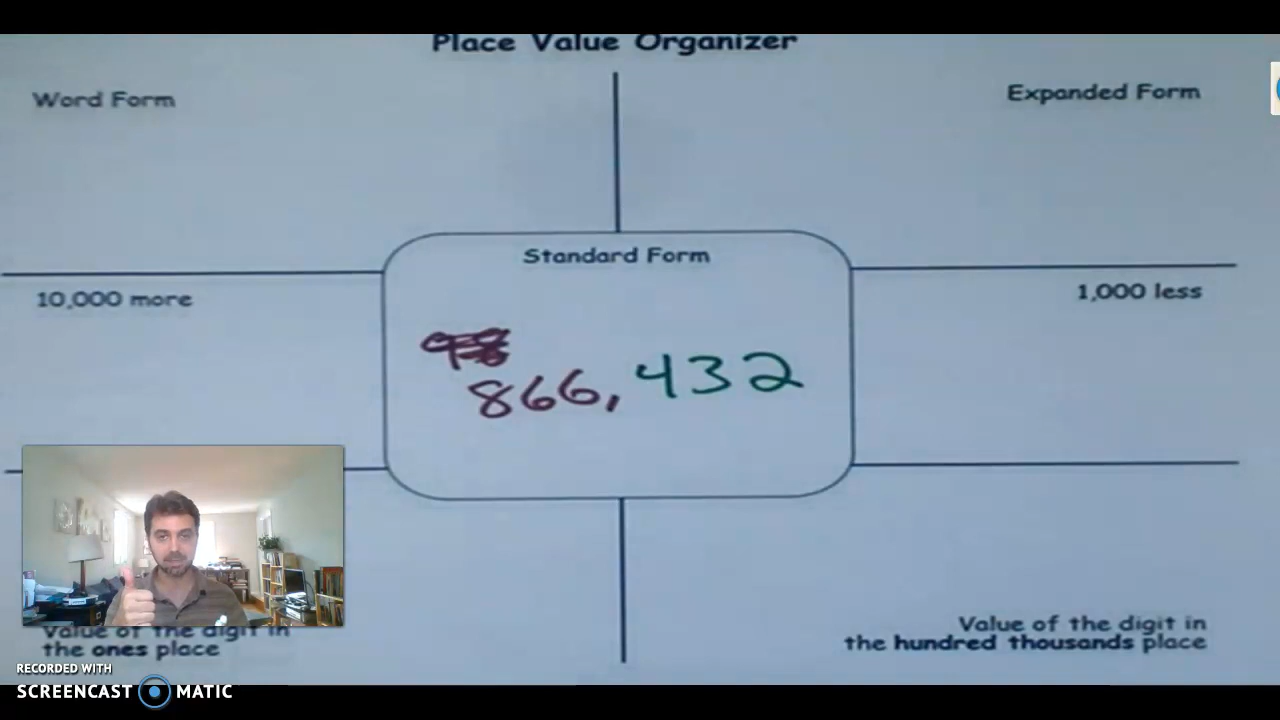 Place Value Organizer
Word Form
Expanded Form
Standard Form
10,000 more
1,000 less
866,432
Value of the digit in
the ones place
Value of the digit in
the hundred thousands place
RECORDED WITH
SCREENCAST MATIC